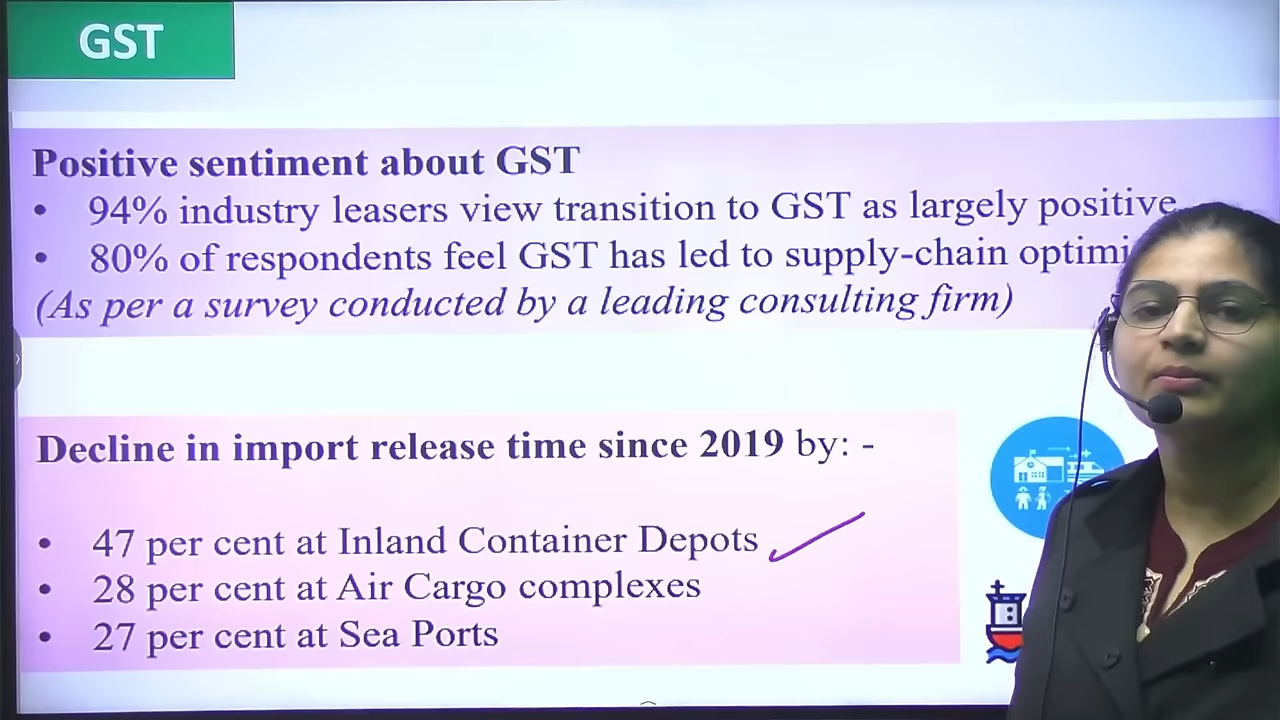 GST
Positive sentiment about GST
• 94% industry leasers view transition to GST as largely positive
• 80% of respondents feel GST has led to supply-chain
(As per a survey conducted by a leading consulting firm)
Decline in import release time since 2019 by: -
• 47 per cent at Inland Container Depots
• 28 per cent at Air Cargo complexes
• 27 per cent at Sea Ports